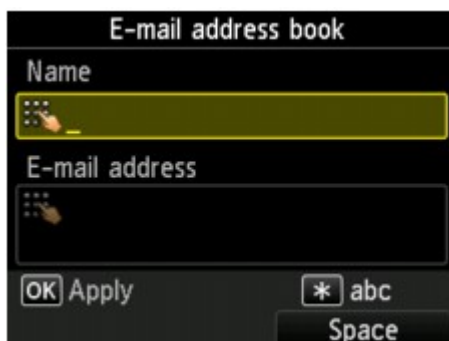 E-mail address book
Name
_
E-mail address
OK Apply
* abc
Space